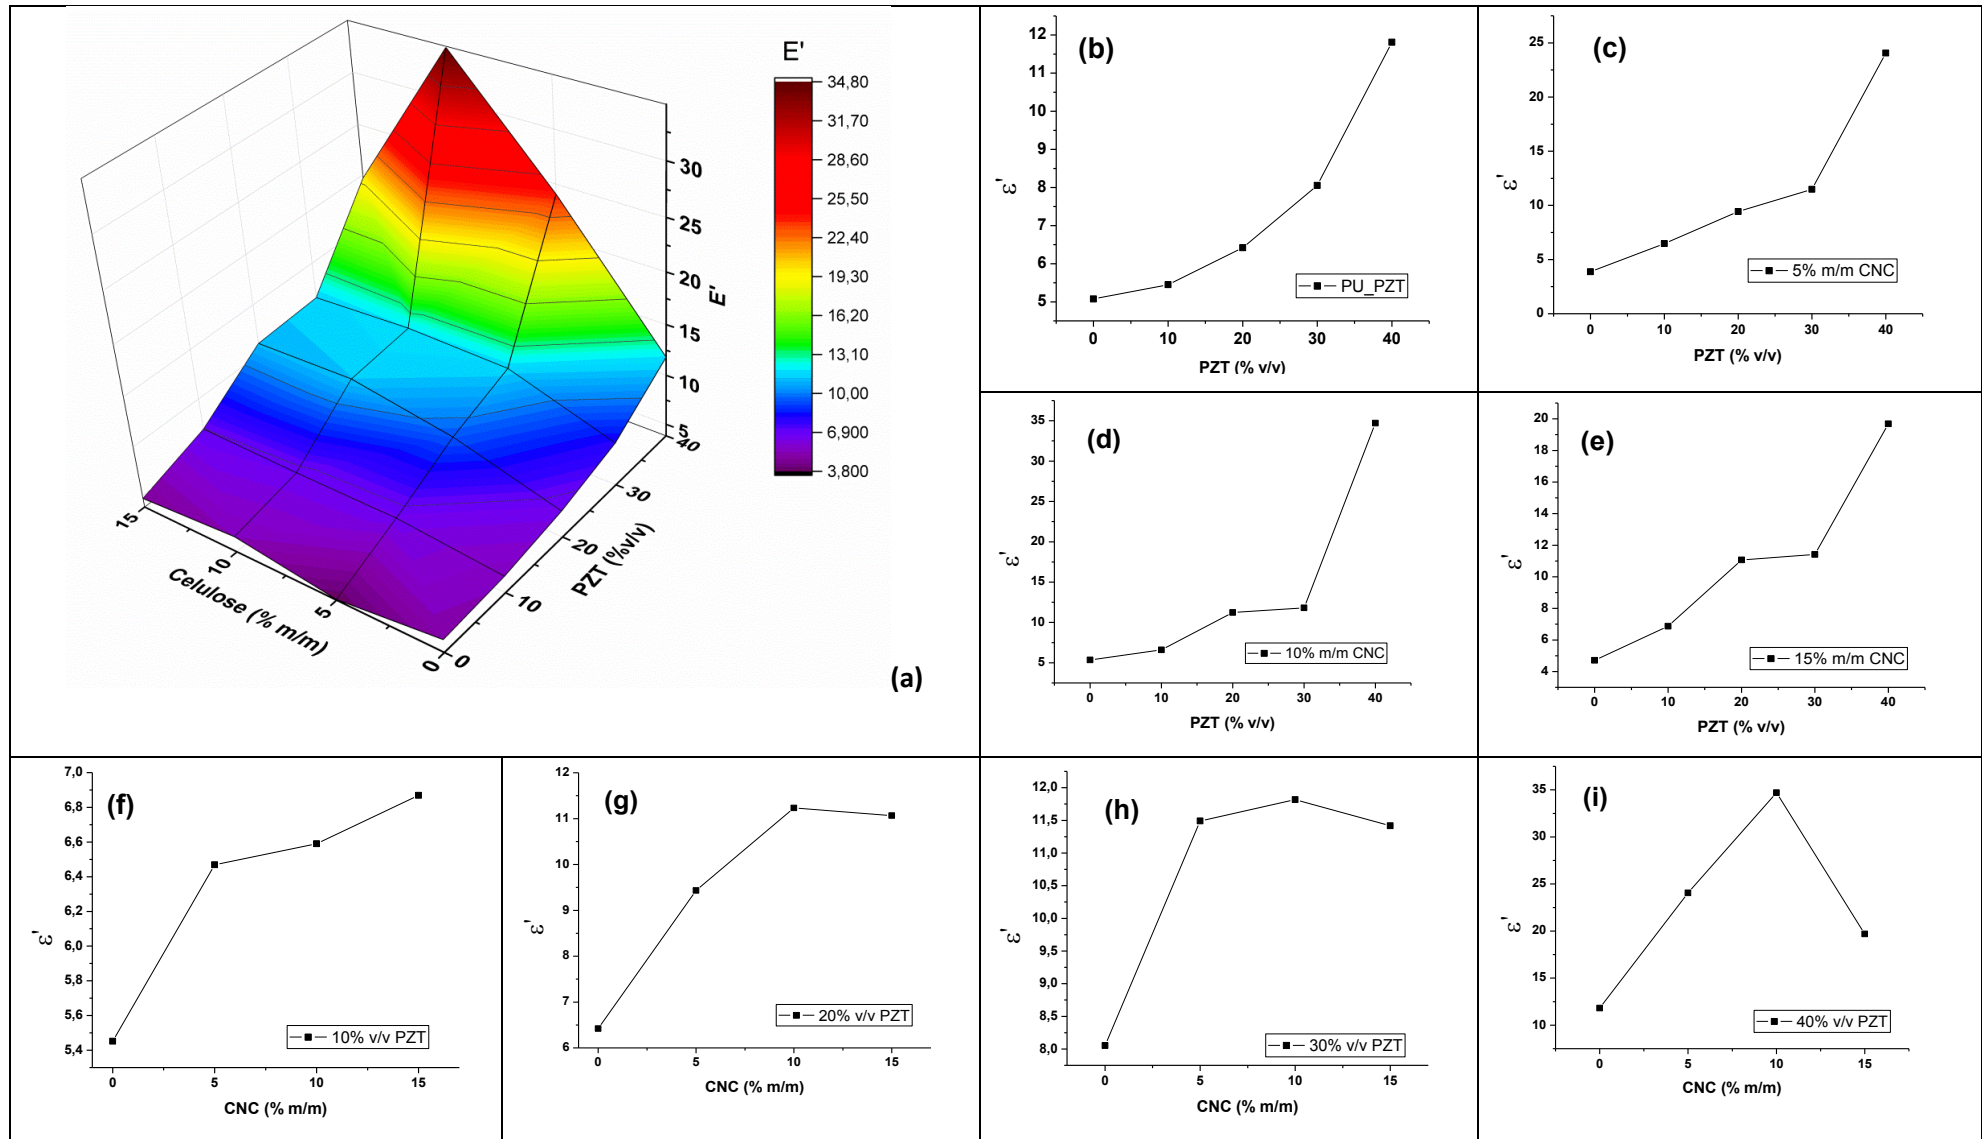 E'
34,80
31,70
28,60
25,50
22,40
19,30
16,20
13,10
10,00
6,900
3,800
30
25
20
15
10
5
E'
40
30
20
10
0
PZT (%v/v)
15
10
5
0
Celulose (% m/m)
(a)
(b)
12
11
10
9
8
7
6
5
ε'
PU_PZT
0 10 20 30 40
PZT (% v/v)
(c)
25
20
15
10
5
0
ε'
5% m/m CNC
0 10 20 30 40
PZT (% v/v)
(d)
35
30
25
20
15
10
5
ε'
10% m/m CNC
0 10 20 30 40
PZT (% v/v)
(e)
20
18
16
14
12
10
8
6
4
ε'
15% m/m CNC
0 10 20 30 40
PZT (% v/v)
(f)
7,0
6,8
6,6
6,4
6,2
6,0
5,8
5,6
5,4
ε'
10% v/v PZT
0 5 10 15
CNC (% m/m)
(g)
12
11
10
9
8
7
6
ε'
20% v/v PZT
0 5 10 15
CNC (% m/m)
(h)
12,0
11,5
11,0
10,5
10,0
9,5
9,0
8,5
8,0
ε'
30% v/v PZT
0 5 10 15
CNC (% m/m)
(i)
35
30
25
20
15
10
ε'
40% v/v PZT
0 5 10 15
CNC (% m/m)